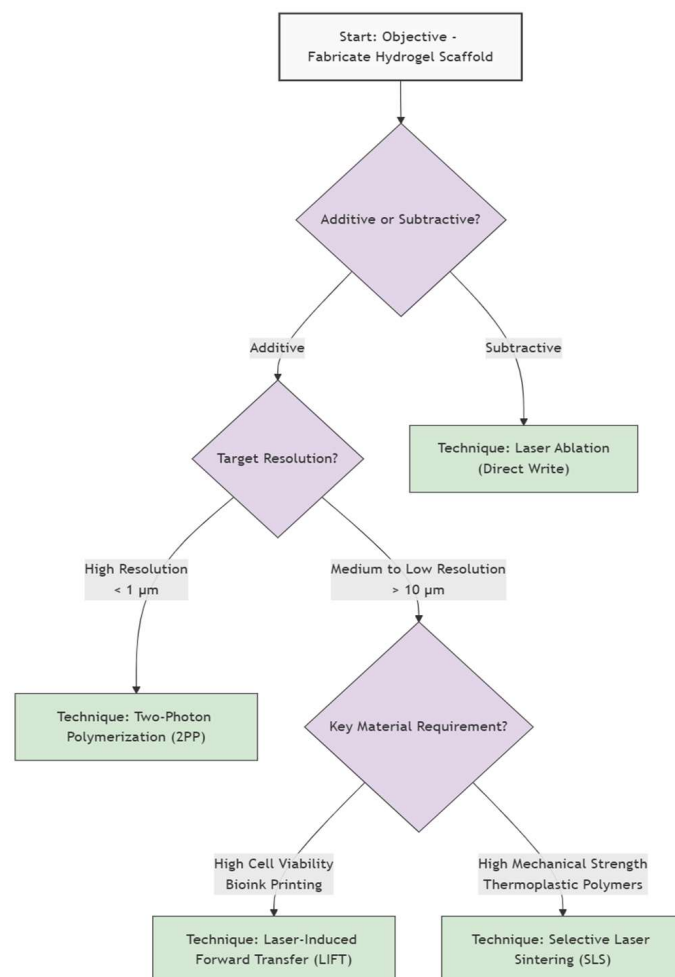 Start: Objective -
Fabricate Hydrogel Scaffold
Additive or Subtractive?
Additive
Subtractive
Target Resolution?
Technique: Laser Ablation
(Direct Write)
High Resolution
< 1 μm
Medium to Low Resolution
> 10 μm
Technique: Two-Photon
Polymerization (2PP)
Key Material Requirement?
High Cell Viability
Bioink Printing
High Mechanical Strength
Thermoplastic Polymers
Technique: Laser-Induced
Forward Transfer (LIFT)
Technique: Selective Laser
Sintering (SLS)